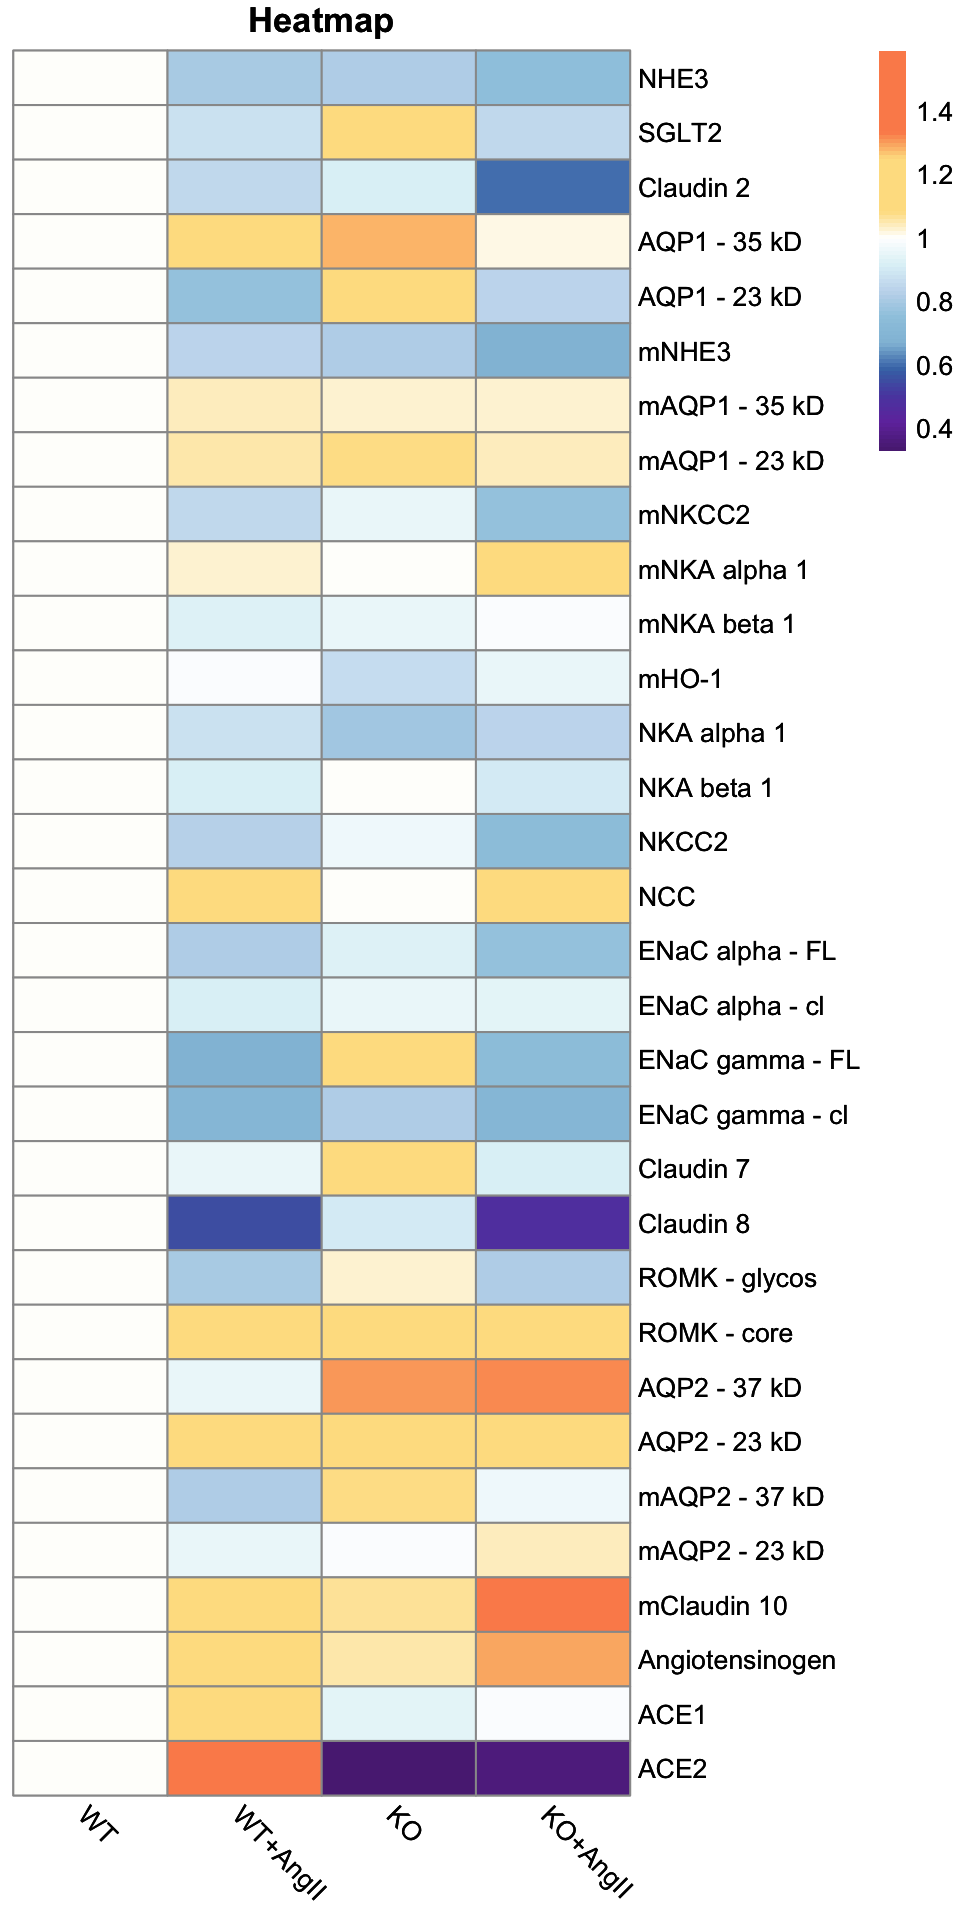 Heatmap
NHE3
SGLT2
Claudin 2
AQP1 - 35 kD
AQP1 - 23 kD
mNHE3
mAQP1 - 35 kD
mAQP1 - 23 kD
mNKCC2
mNKA alpha 1
mNKA beta 1
mHO-1
NKA alpha 1
NKA beta 1
NKCC2
NCC
ENaC alpha - FL
ENaC alpha - cl
ENaC gamma - FL
ENaC gamma - cl
Claudin 7
Claudin 8
ROMK - glycos
ROMK - core
AQP2 - 37 kD
AQP2 - 23 kD
mAQP2 - 37 kD
mAQP2 - 23 kD
mClaudin 10
Angiotensinogen
ACE1
ACE2
1.4
1.2
1
0.8
0.6
0.4
WT
WT+AngII
KO
KO+AngII